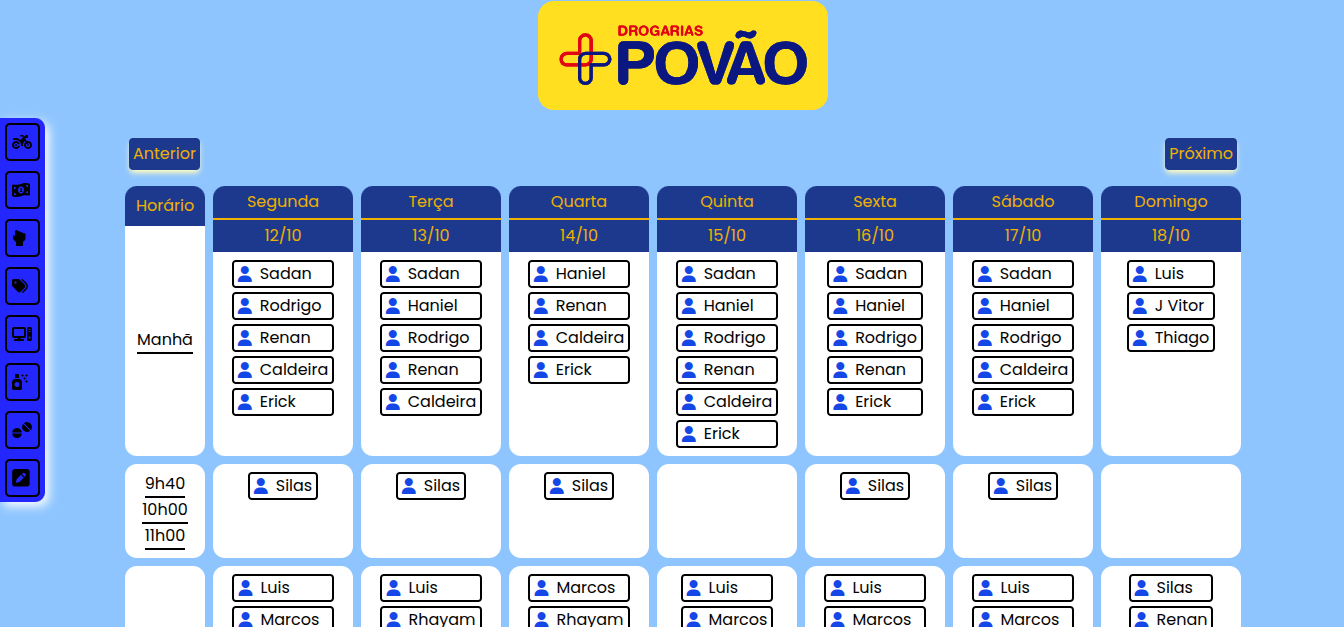 DROGARIAS
POVÃO
Anterior
Próximo
Horário Segunda Terça Quarta Quinta Sexta Sábado Domingo
12/10 13/10 14/10 15/10 16/10 17/10 18/10
Sadan Sadan Haniel Sadan Sadan Sadan Luis
Rodrigo Haniel Renan Haniel Haniel Haniel J Vitor
Manhã Renan Rodrigo Caldeira Rodrigo Rodrigo Rodrigo Thiago
Caldeira Renan Erick Renan Renan Caldeira
Erick Caldeira Caldeira Erick Erick
Erick
9h40 Silas Silas Silas Silas Silas
10h00
11h00
Luis Luis Marcos Luis Luis Luis Silas
Marcos Rhayam Rhayam Marcos Marcos Marcos Renan